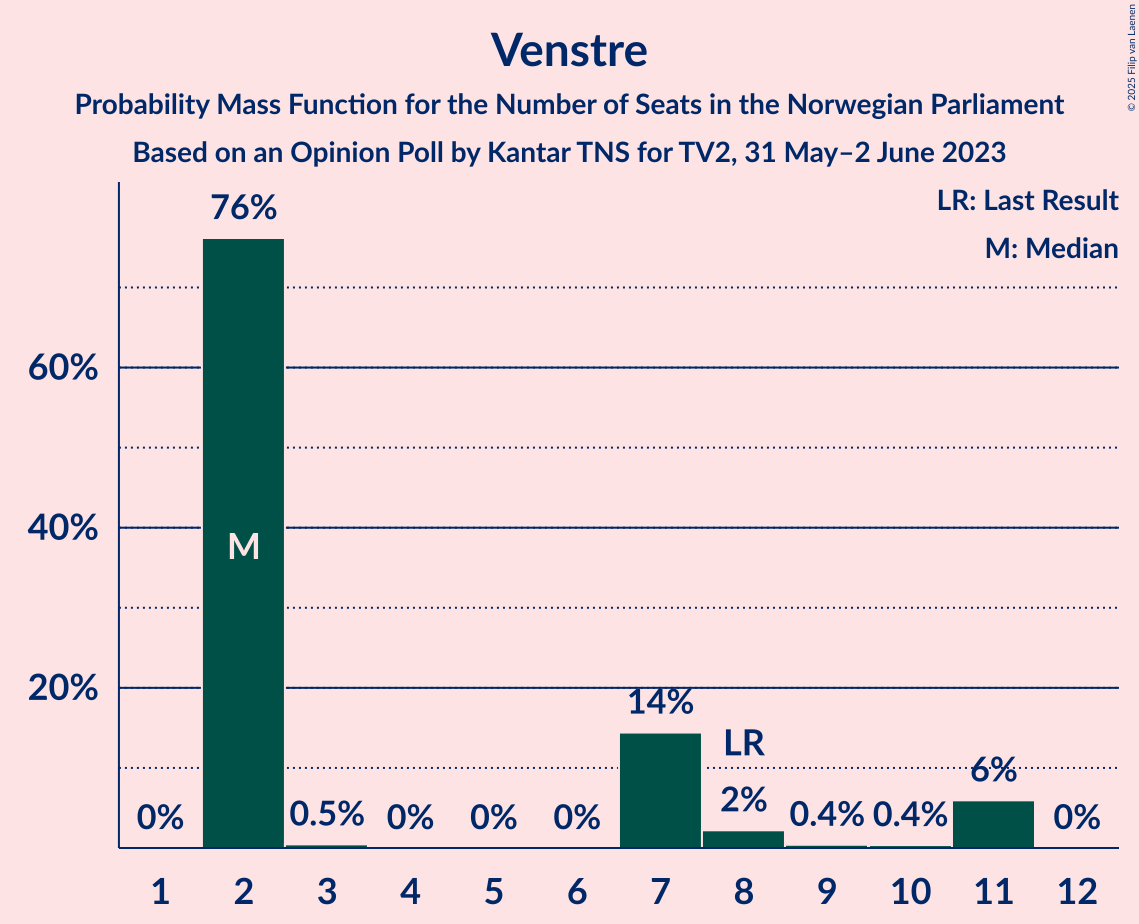 Venstre
Probability Mass Function for the Number of Seats in the Norwegian Parliament
Based on an Opinion Poll by Kantar TNS for TV2, 31 May–2 June 2023
© 2025 Filip van Laenen
LR: Last Result
M: Median
76%
60%
40%
M
20%
14%
LR
6%
0%
0.5%
0%
0%
0%
2%
0.4%
0.4%
0%
1 2 3 4 5 6 7 8 9 10 11 12